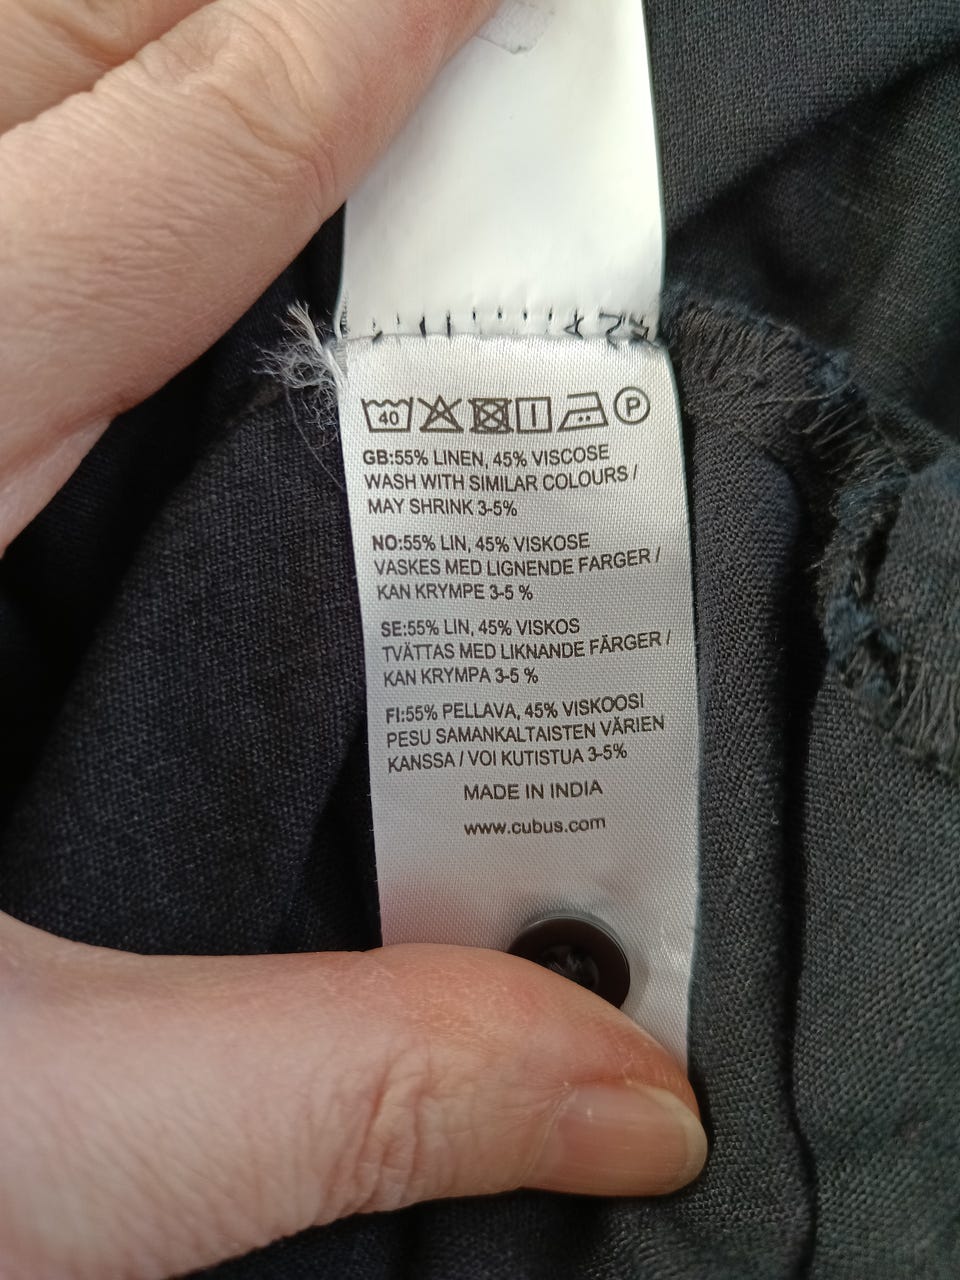 40 P
GB:55% LINEN, 45% VISCOSE
WASH WITH SIMILAR COLOURS /
MAY SHRINK 3-5%
NO:55% LIN, 45% VISKOSE
VASKES MED LIGNENDE FARGER /
KAN KRYMPE 3-5 %
SE:55% LIN, 45% VISKOS
TVÄTTAS MED LIKNANDE FÄRGER /
KAN KRYMPA 3-5 %
FI:55% PELLAVA, 45% VISKOOSI
PESU SAMANKALTAISTEN VÄRIEN
KANSSA / VOI KUTISTUA 3-5%
MADE IN INDIA
www.cubus.com